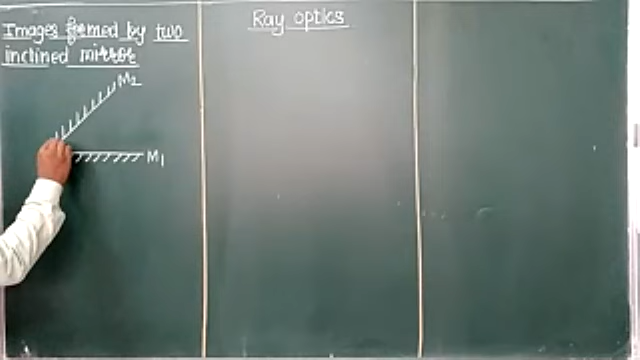 Images formed by two
inclined mirror
Ray optics
M2
M1